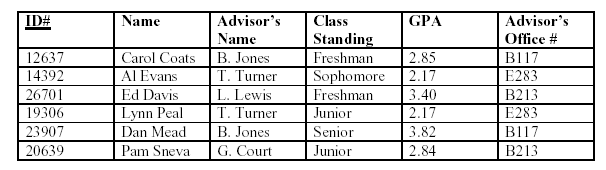 ID# Name Advisor's Name Class Standing GPA Advisor's Office #
12637 Carol Coats B. Jones Freshman 2.85 B117
14392 Al Evans T. Turner Sophomore 2.17 E283
26701 Ed Davis L. Lewis Freshman 3.40 B213
19306 Lynn Peal T. Turner Junior 2.17 E283
23907 Dan Mead B. Jones Senior 3.82 B117
20639 Pam Sneva G. Court Junior 2.84 B213